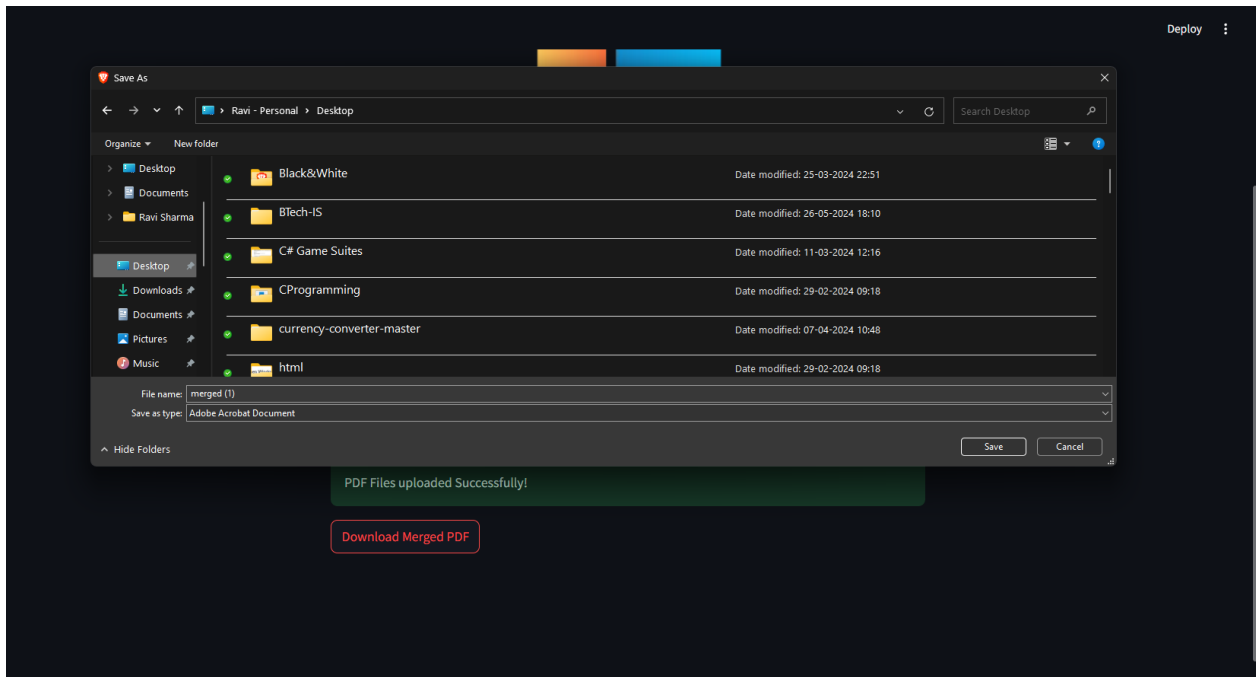 Deploy
Save As
Ravi - Personal > Desktop
Search Desktop
Organize
New folder
Desktop
Documents
Ravi Sharma
Desktop
Downloads
Documents
Pictures
Music
Black&White Date modified: 25-03-2024 22:51
BTech-IS Date modified: 26-05-2024 18:10
C# Game Suites Date modified: 11-03-2024 12:16
CProgramming Date modified: 29-02-2024 09:18
currency-converter-master Date modified: 07-04-2024 10:48
html Date modified: 29-02-2024 09:18
File name: merged (1)
Save as type: Adobe Acrobat Document
Hide Folders
Save
Cancel
PDF Files uploaded Successfully!
Download Merged PDF